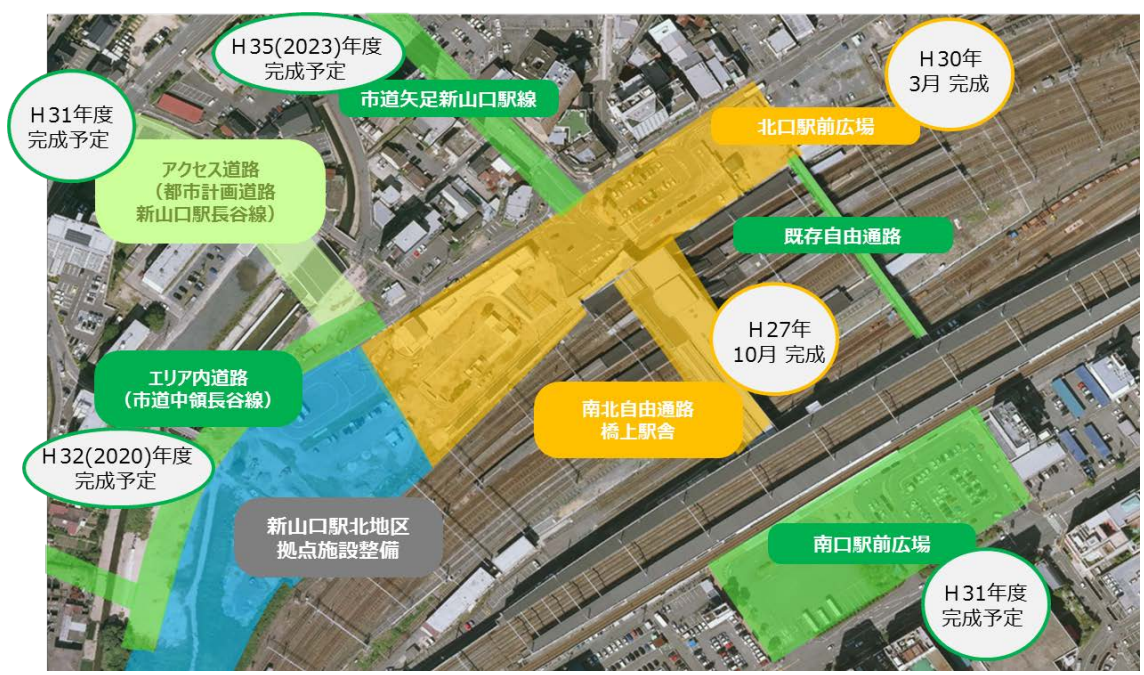 H35(2023)年度
完成予定
市道矢足新山口駅線
H30年
3月 完成
北口駅前広場
H31年度
完成予定
アクセス道路
(都市計画道路
新山口駅長谷線)
既存自由通路
H27年
10月 完成
エリア内道路
(市道中領長谷線)
南北自由通路
橋上駅舎
H32(2020)年度
完成予定
新山口駅北地区
拠点施設整備
南口駅前広場
H31年度
完成予定